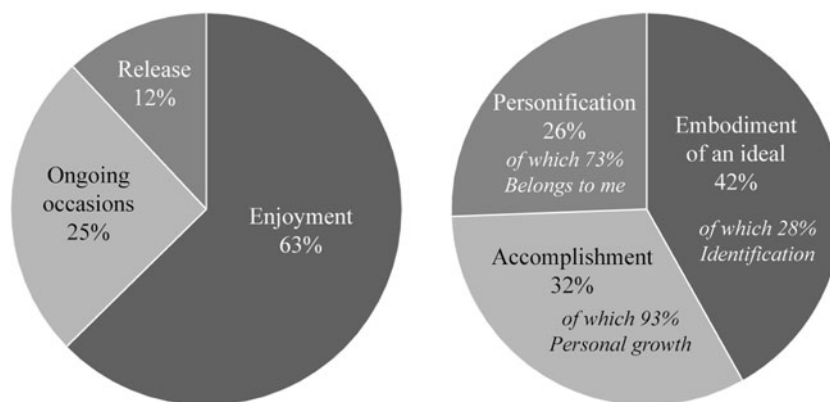 Release
12%
Ongoing
occasions
25%
Enjoyment
63%
Personification
26%
of which 73%
Belongs to me
Embodiment
of an ideal
42%
of which 28%
Identification
Accomplishment
32%
of which 93%
Personal growth